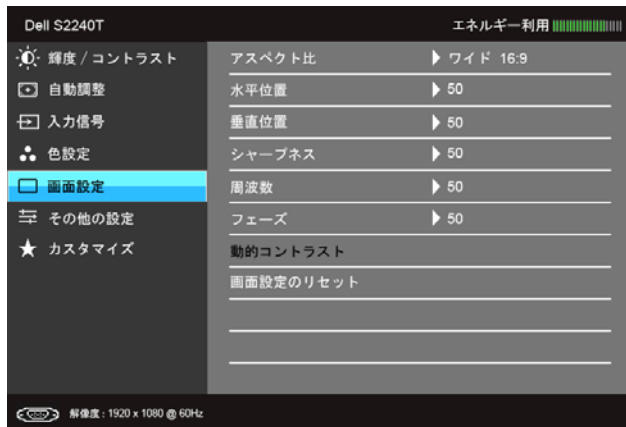 Dell S2240T
エネルギー利用
輝度 / コントラスト
自動調整
入力信号
色設定
画面設定
その他の設定
カスタマイズ
アスペクト比 ワイド 16:9
水平位置 50
垂直位置 50
シャープネス 50
周波数 50
フェーズ 50
動的コントラスト
画面設定のリセット
解像度 : 1920 x 1080 @ 60Hz